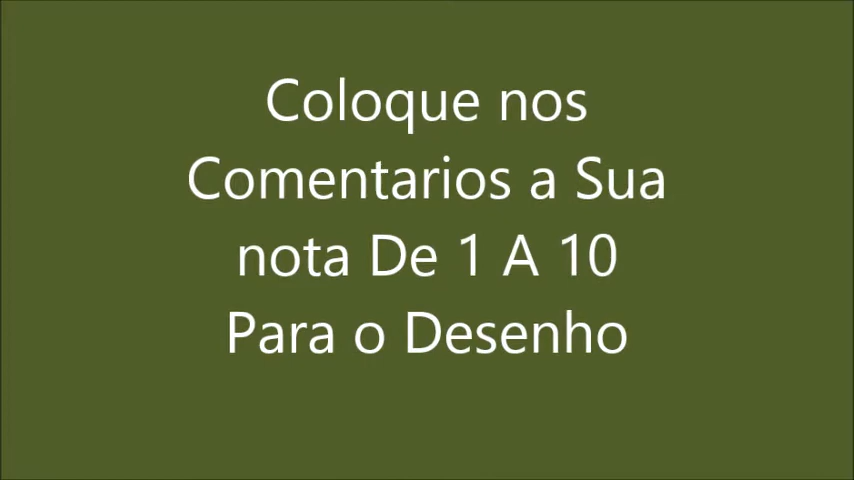 Coloque nos
Comentarios a Sua
nota De 1 A 10
Para o Desenho